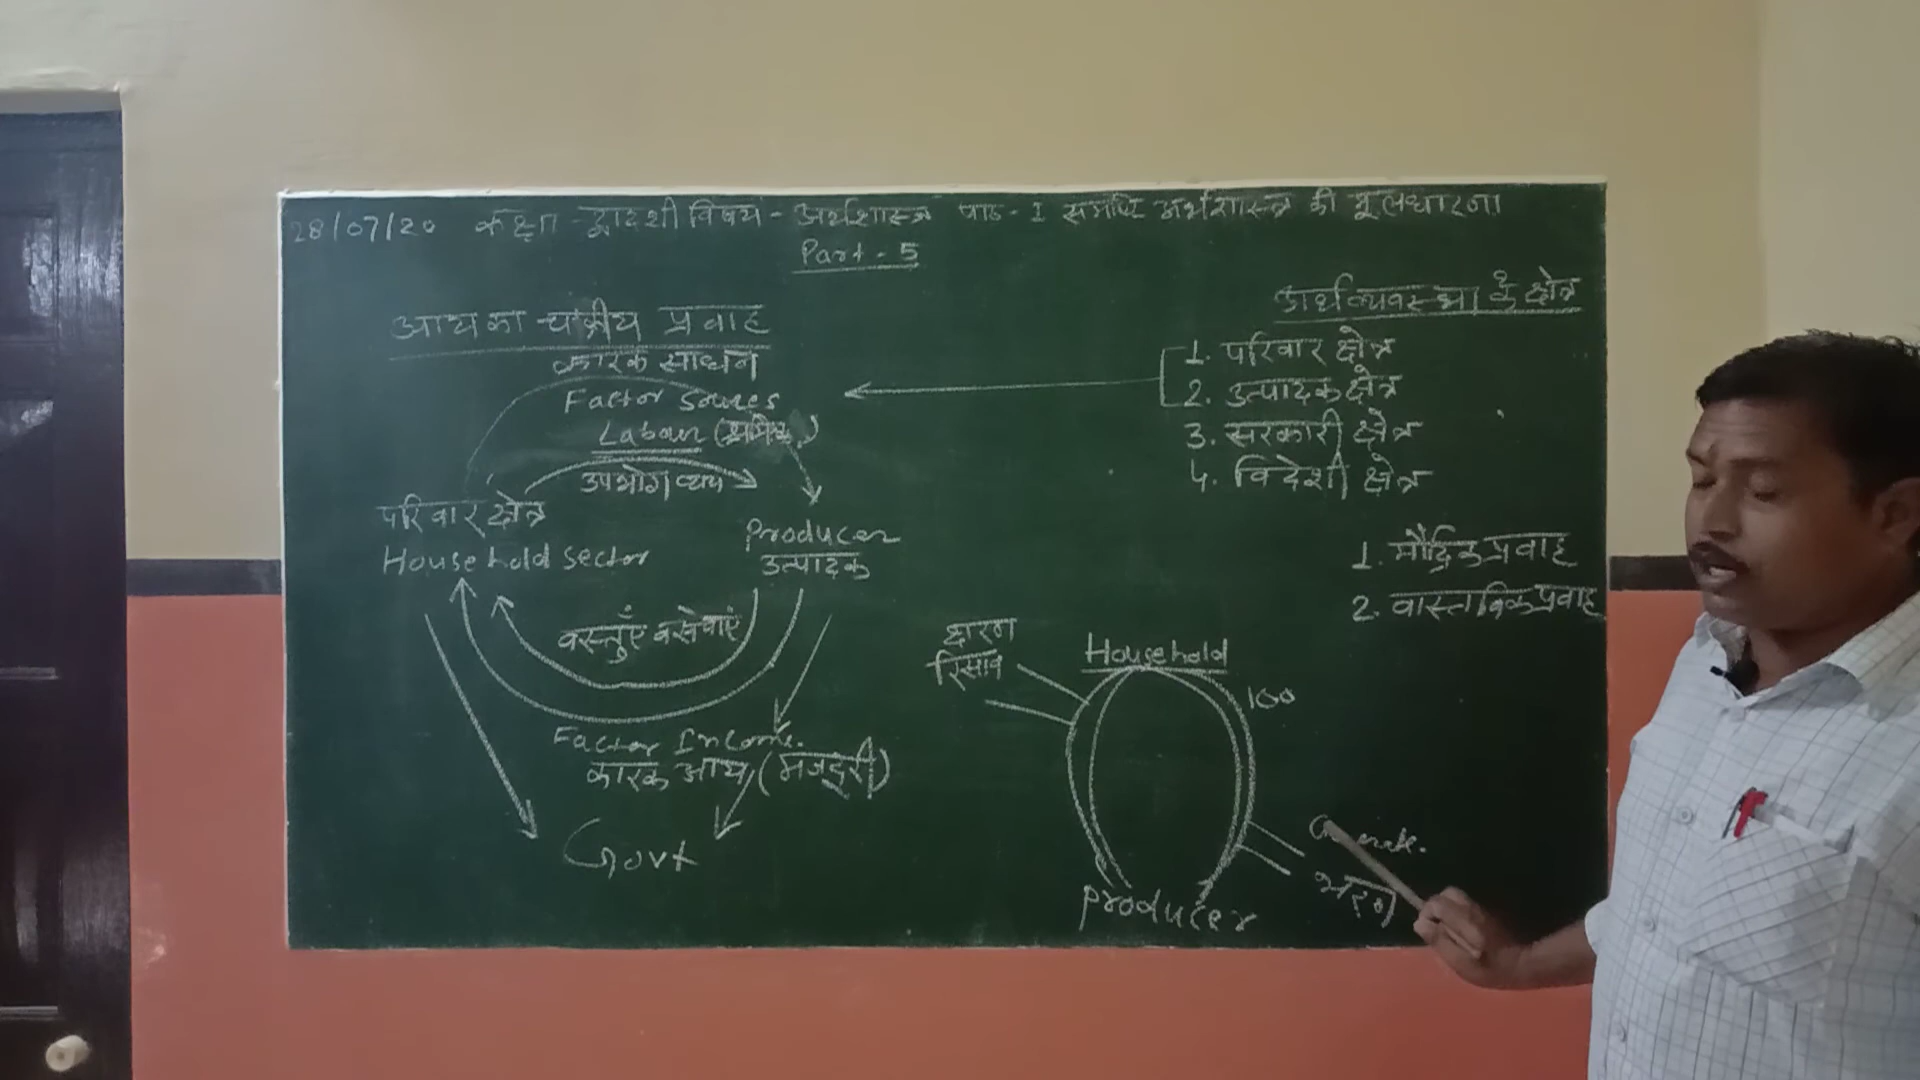 28/07/20 कक्षा - द्वादशी विषय - अर्थशास्त्र पाठ - 1 समष्टि अर्थशास्त्र की मूलधारणा
Part - 5
आय का चक्रीय प्रवाह
कारक साधन
Factor Sources
Labour (श्रमिक)
उपभोग व्यय
परिवार क्षेत्र
Household sector
Producer
उत्पादक
वस्तुएँ व सेवाएं
Factor Income
कारक आय (मजदूरी)
Govt
अर्थव्यवस्था के क्षेत्र
1. परिवार क्षेत्र
2. उत्पादक क्षेत्र
3. सरकारी क्षेत्र
4. विदेशी क्षेत्र
1. मौद्रिक प्रवाह
2. वास्तविक प्रवाह
रिसाव
Household
100
भरण
Producer